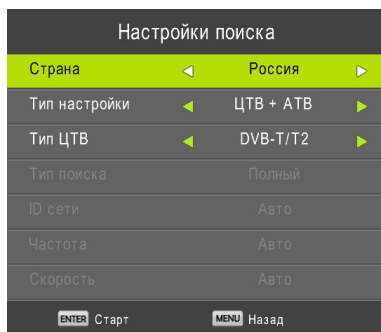 Настройки поиска
Страна Россия
Тип настройки ЦТВ + АТВ
Тип ЦТВ DVB-T/T2
Тип поиска Полный
ID сети Авто
Частота Авто
Скорость Авто
ENTER Старт MENU Назад